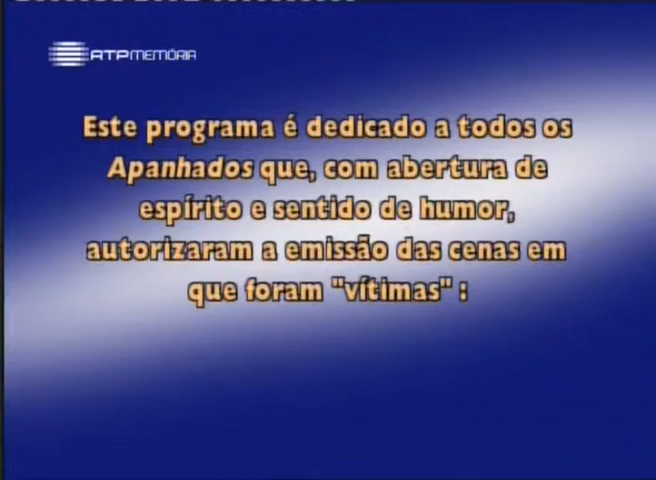 RTP MEMÓRIA
Este programa é dedicado a todos os
Apanhados que, com abertura de
espírito e sentido de humor,
autorizaram a emissão das cenas em
que foram "vítimas" :